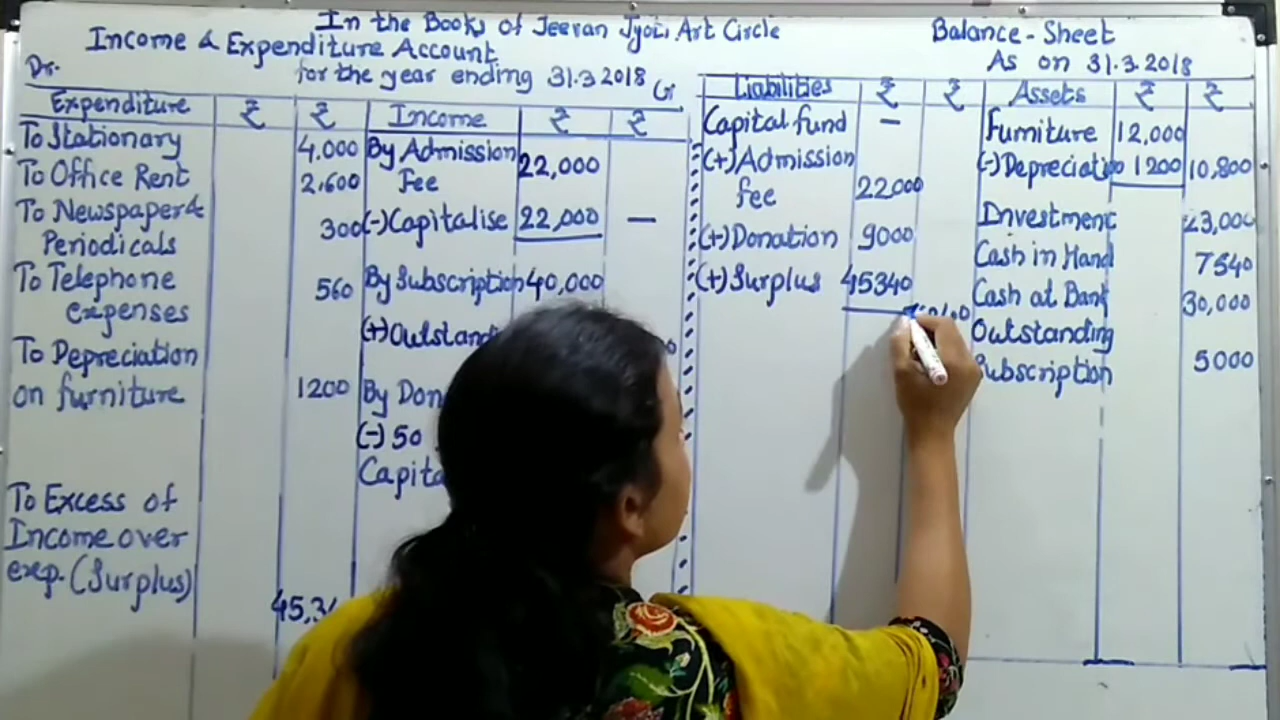 In the Books of Jeevan Jyoti Art Circle
Income & Expenditure Account
for the year ending 31.3.2018
Dr.
Cr
Expenditure ₹ ₹ Income ₹ ₹
To Stationary 4.000 By Admission
Fee 22,000
To Office Rent 2.600
(-) Capitalise 22,000 —
To Newspaper &
Periodicals 300
By Subscription 40,000
To Telephone
expenses 560
(+) Outstandi
To Depreciation
on furniture 1200
By Don
(-) 50
Capita
To Excess of
Income over
exp. (Surplus)
45,34
Balance-Sheet
As on 31.3.2018
Liabilities ₹ ₹ Assets ₹ ₹
Capital fund —
(+) Admission
fee 22000
(+) Donation 9000
(+) Surplus 45340
Furniture 12,000
(-) Depreciation 1200 10,800
Investment 23,000
Cash in Hand 7540
Cash at Bank 30,000
Outstanding
Subscription 5000